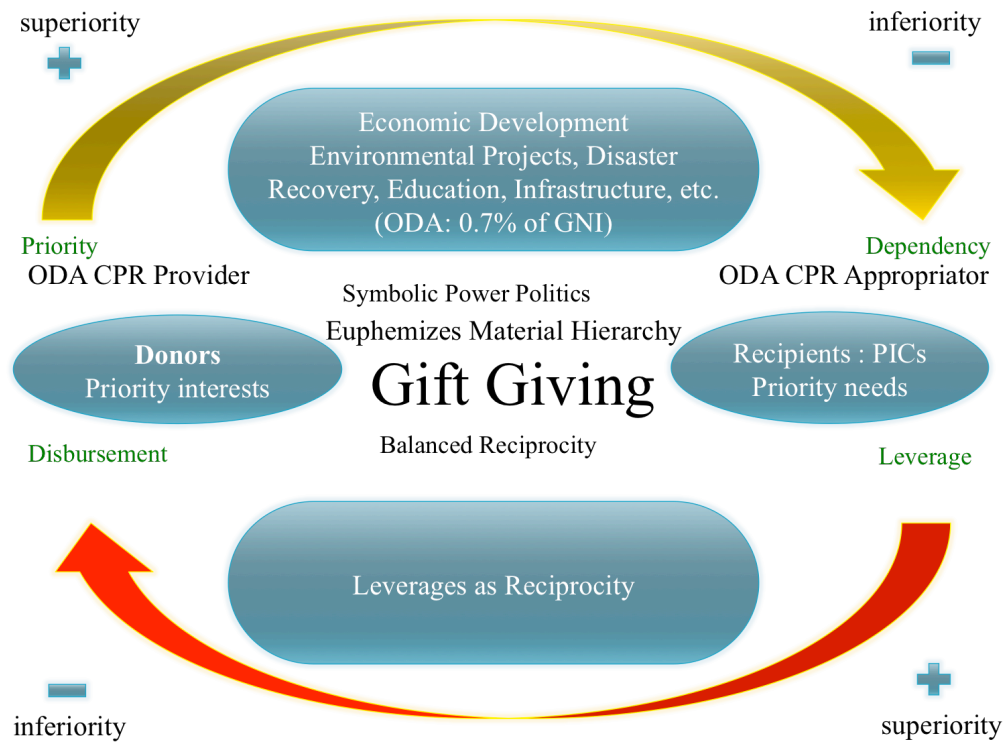 superiority
inferiority
Economic Development
Environmental Projects, Disaster
Recovery, Education, Infrastructure, etc.
(ODA: 0.7% of GNI)
Priority
Dependency
ODA CPR Provider
ODA CPR Appropriator
Symbolic Power Politics
Euphemizes Material Hierarchy
Donors
Priority interests
Gift Giving
Recipients : PICs
Priority needs
Balanced Reciprocity
Disbursement
Leverage
Leverages as Reciprocity
inferiority
superiority